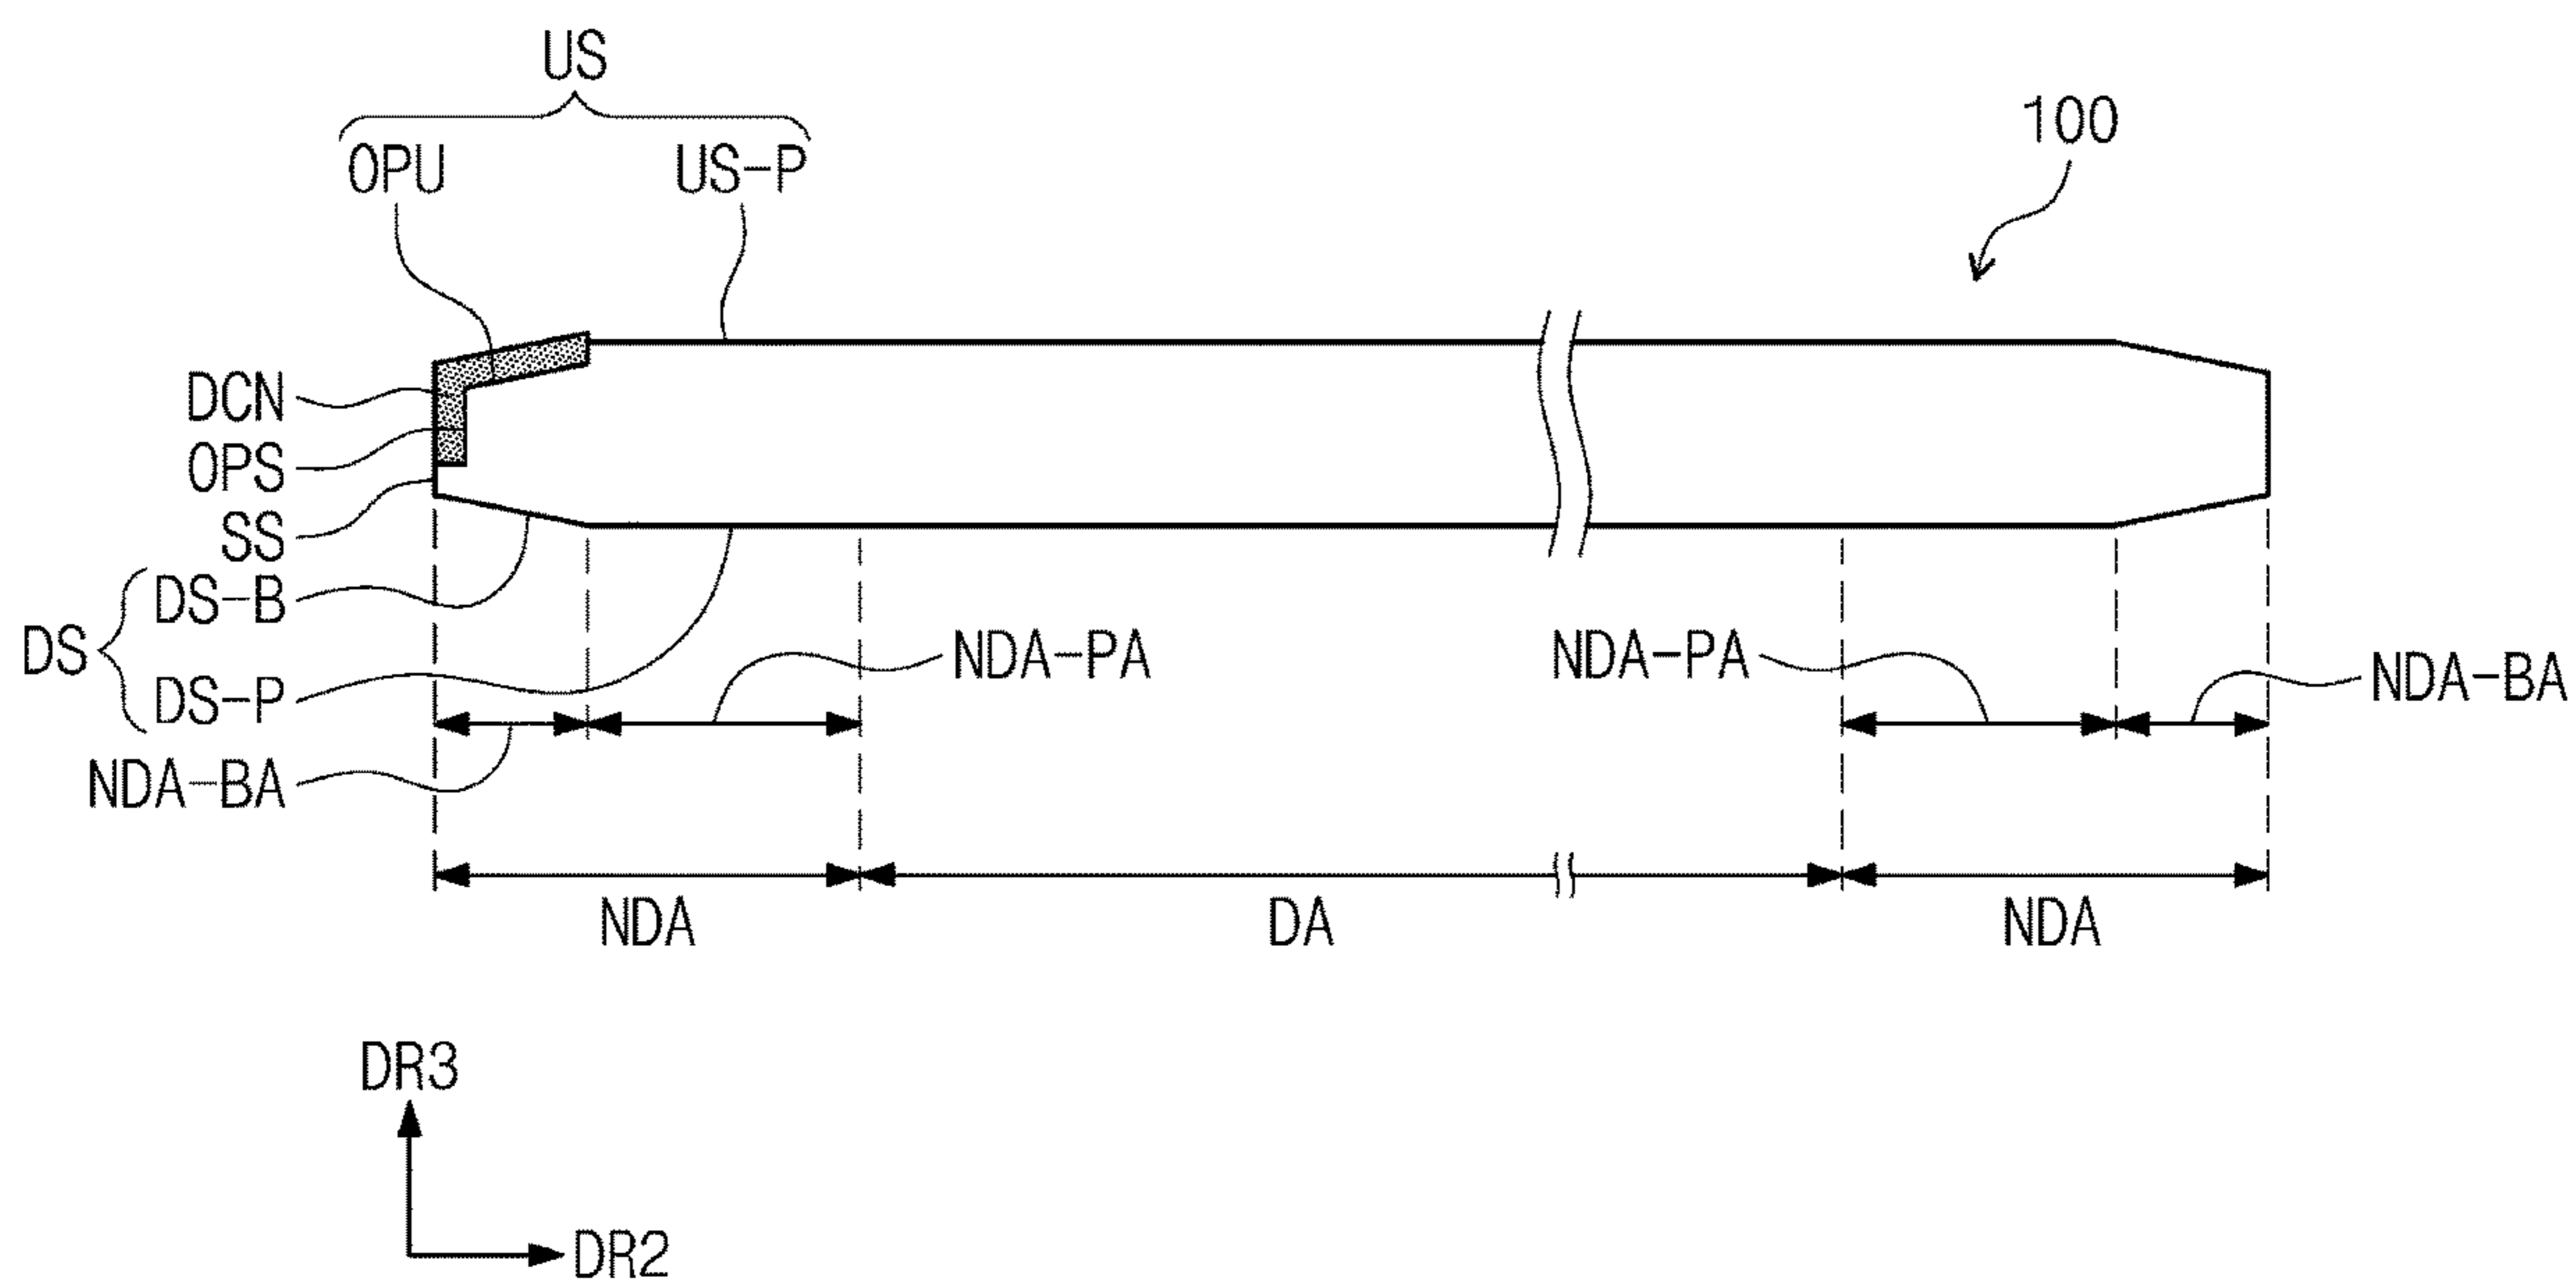 US
OPU US-P
100
DCN
OPS
SS
DS-B
DS
DS-P
NDA-PA NDA-PA
NDA-BA
NDA-BA
NDA DA NDA
DR3
DR2